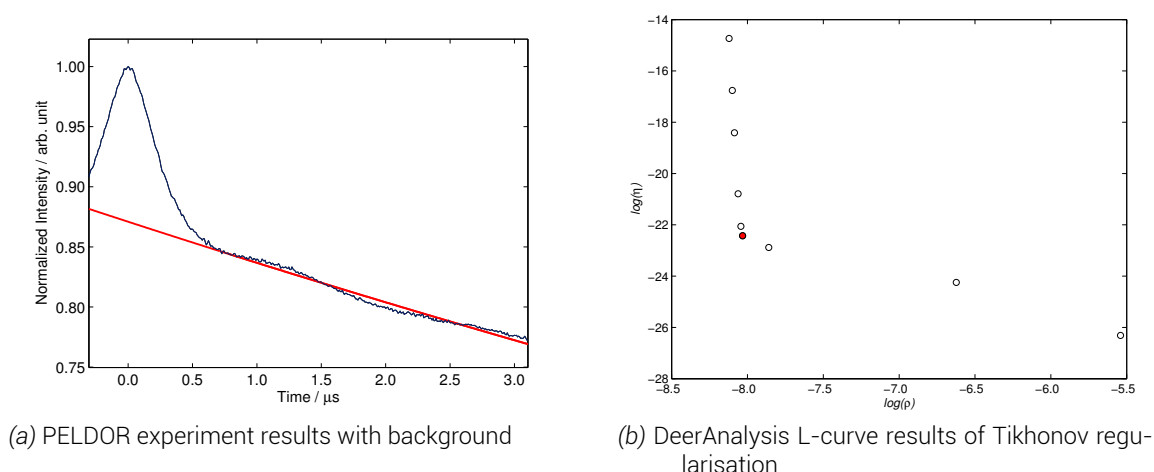 1.00
0.95
0.90
0.85
0.80
0.75
Normalized Intensity / arb. unit
0.0 0.5 1.0 1.5 2.0 2.5 3.0
Time / μs
(a) PELDOR experiment results with background
−14
−16
−18
−20
−22
−24
−26
−28
log(η)
−8.5 −8.0 −7.5 −7.0 −6.5 −6.0 −5.5
log(ρ)
(b) DeerAnalysis L-curve results of Tikhonov regu-
larisation